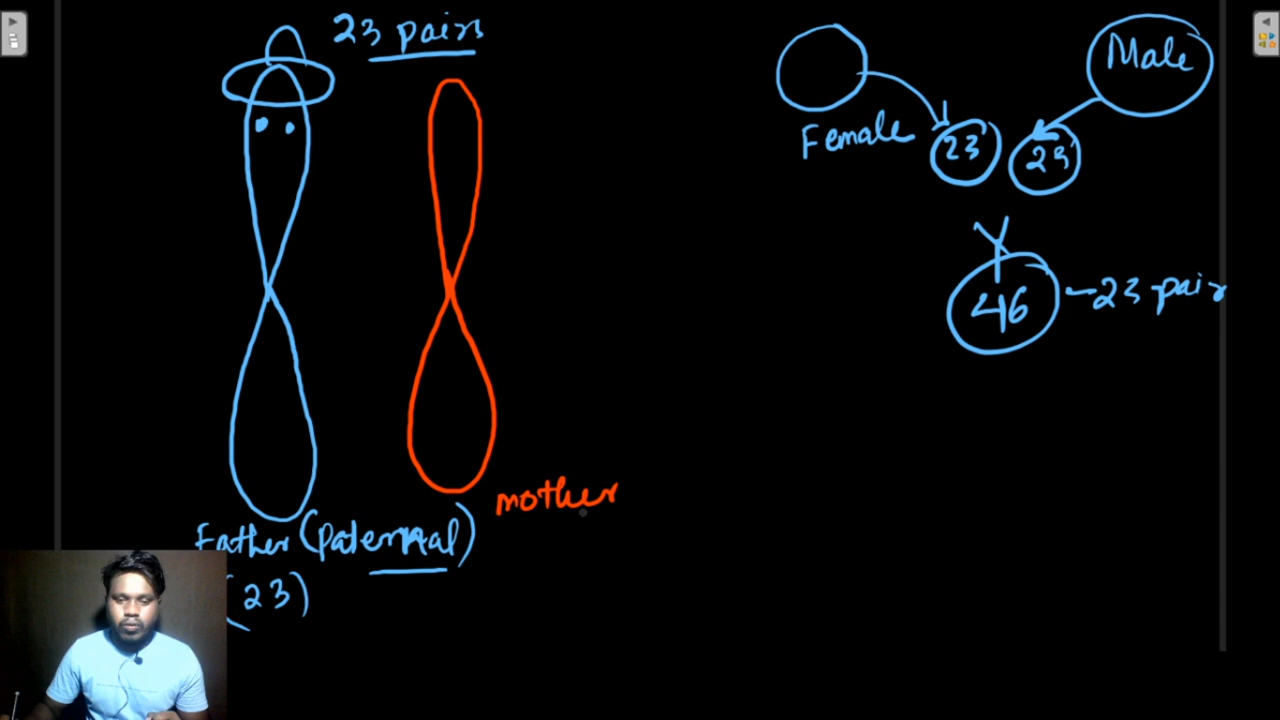 23 pairs
Male
Female
23
23
46 - 23 pair
mother
Father (Paternal)
(23)